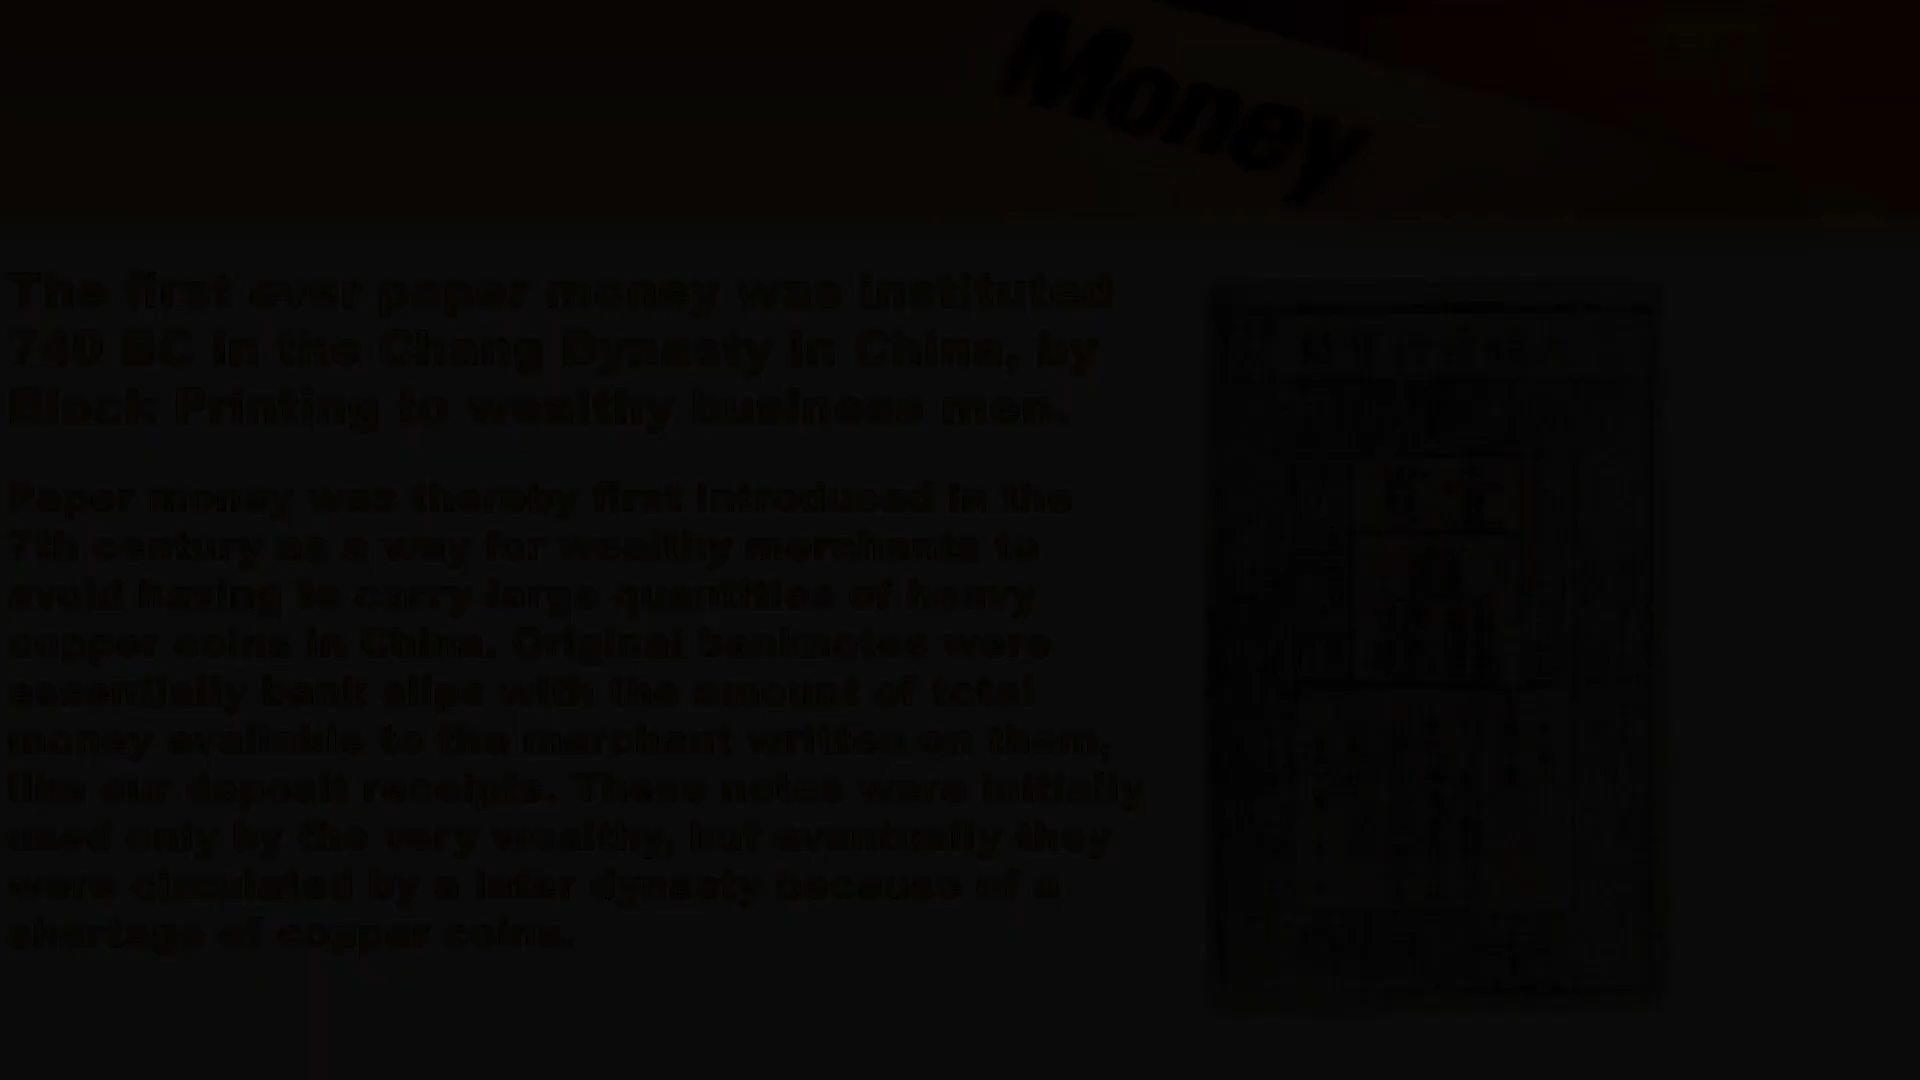 Money
The first ever paper money was instituted
740 BC in the Chang Dynasty in China, by
Block Printing to wealthy business men.
Paper money was thereby first introduced in the
7th century as a way for wealthy merchants to
avoid having to carry large quantities of heavy
copper coins in China. Original banknotes were
essentially bank slips with the amount of total
money available to the merchant written on them,
like our deposit receipts. These notes were initially
used only by the very wealthy, but eventually they
were circulated by a later dynasty because of a
shortage of copper coins.